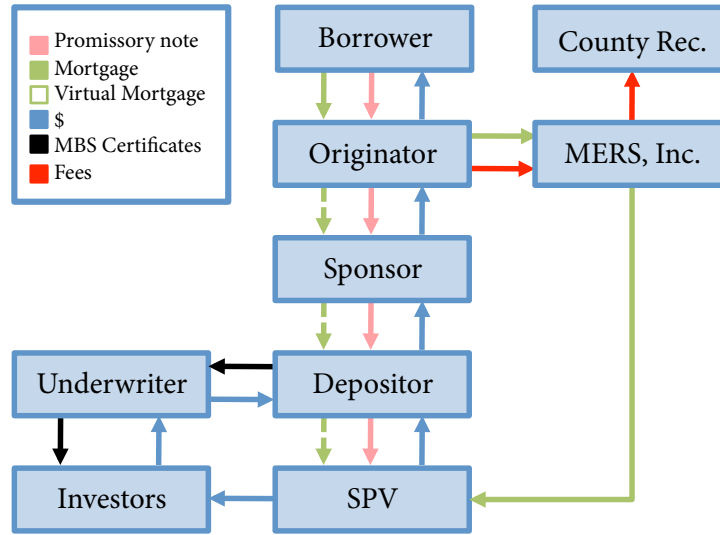 Promissory note
Mortgage
Virtual Mortgage
$
MBS Certificates
Fees
Borrower
County Rec.
Originator
MERS, Inc.
Sponsor
Underwriter
Depositor
Investors
SPV